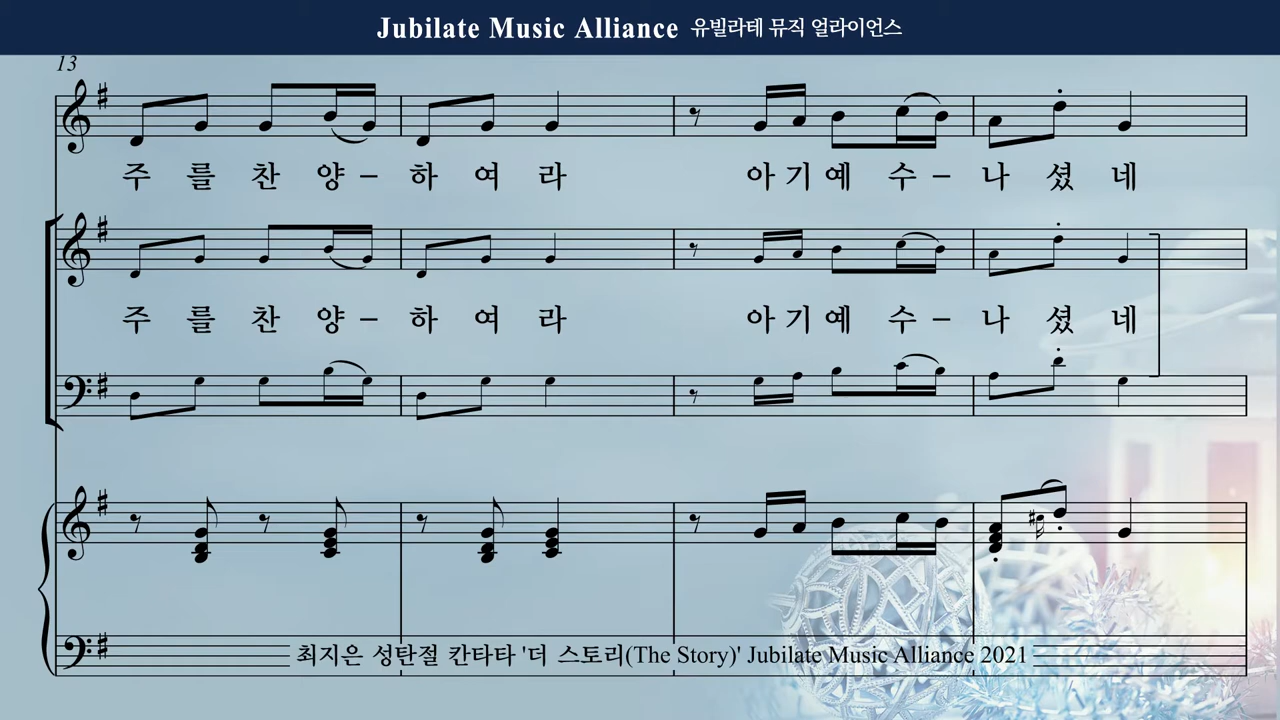 Jubilate Music Alliance 유빌라테 뮤직 얼라이언스
13
주 를 찬 양 – 하 여 라 아 기 예 수 – 나 셨 네
주 를 찬 양 – 하 여 라 아 기 예 수 – 나 셨 네
최지은 성탄절 칸타타 '더 스토리(The Story)' Jubilate Music Alliance 2021